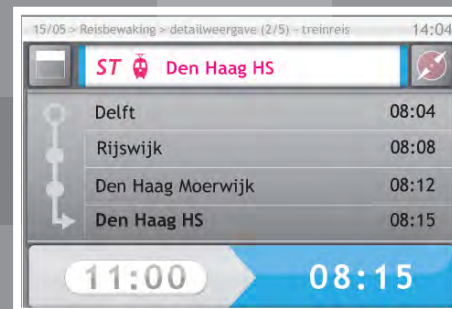 15/05 > Reisbewaking > detailweergave (2/5) - treinreis 14:04
ST Den Haag HS
Delft 08:04
Rijswijk 08:08
Den Haag Moerwijk 08:12
Den Haag HS 08:15
11:00 08:15